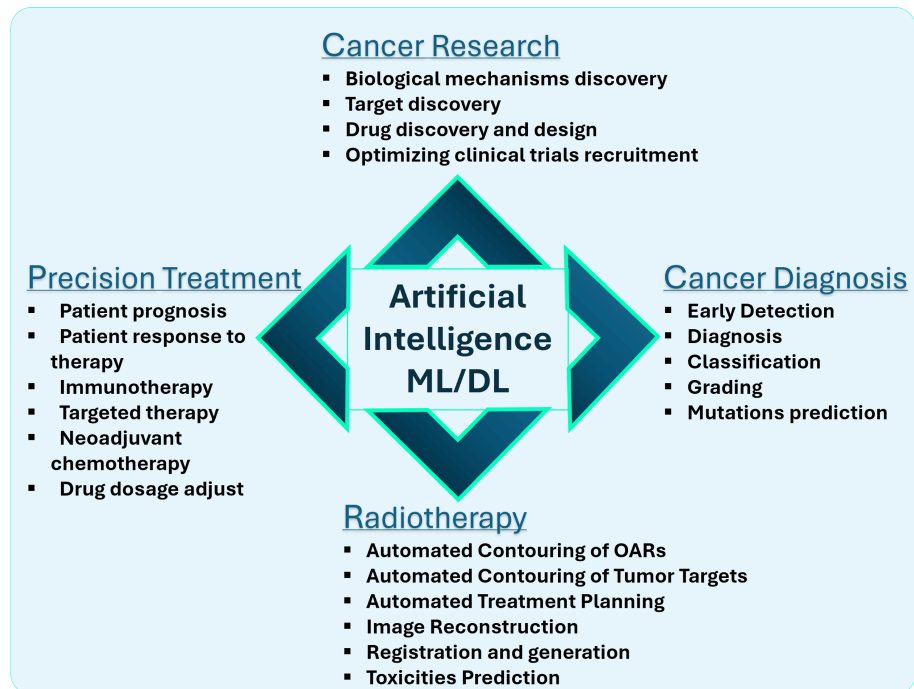 Cancer Research
▪ Biological mechanisms discovery
▪ Target discovery
▪ Drug discovery and design
▪ Optimizing clinical trials recruitment
Precision Treatment
▪ Patient prognosis
▪ Patient response to
therapy
▪ Immunotherapy
▪ Targeted therapy
▪ Neoadjuvant
chemotherapy
▪ Drug dosage adjust
Artificial
Intelligence
ML/DL
Cancer Diagnosis
▪ Early Detection
▪ Diagnosis
▪ Classification
▪ Grading
▪ Mutations prediction
Radiotherapy
▪ Automated Contouring of OARs
▪ Automated Contouring of Tumor Targets
▪ Automated Treatment Planning
▪ Image Reconstruction
▪ Registration and generation
▪ Toxicities Prediction